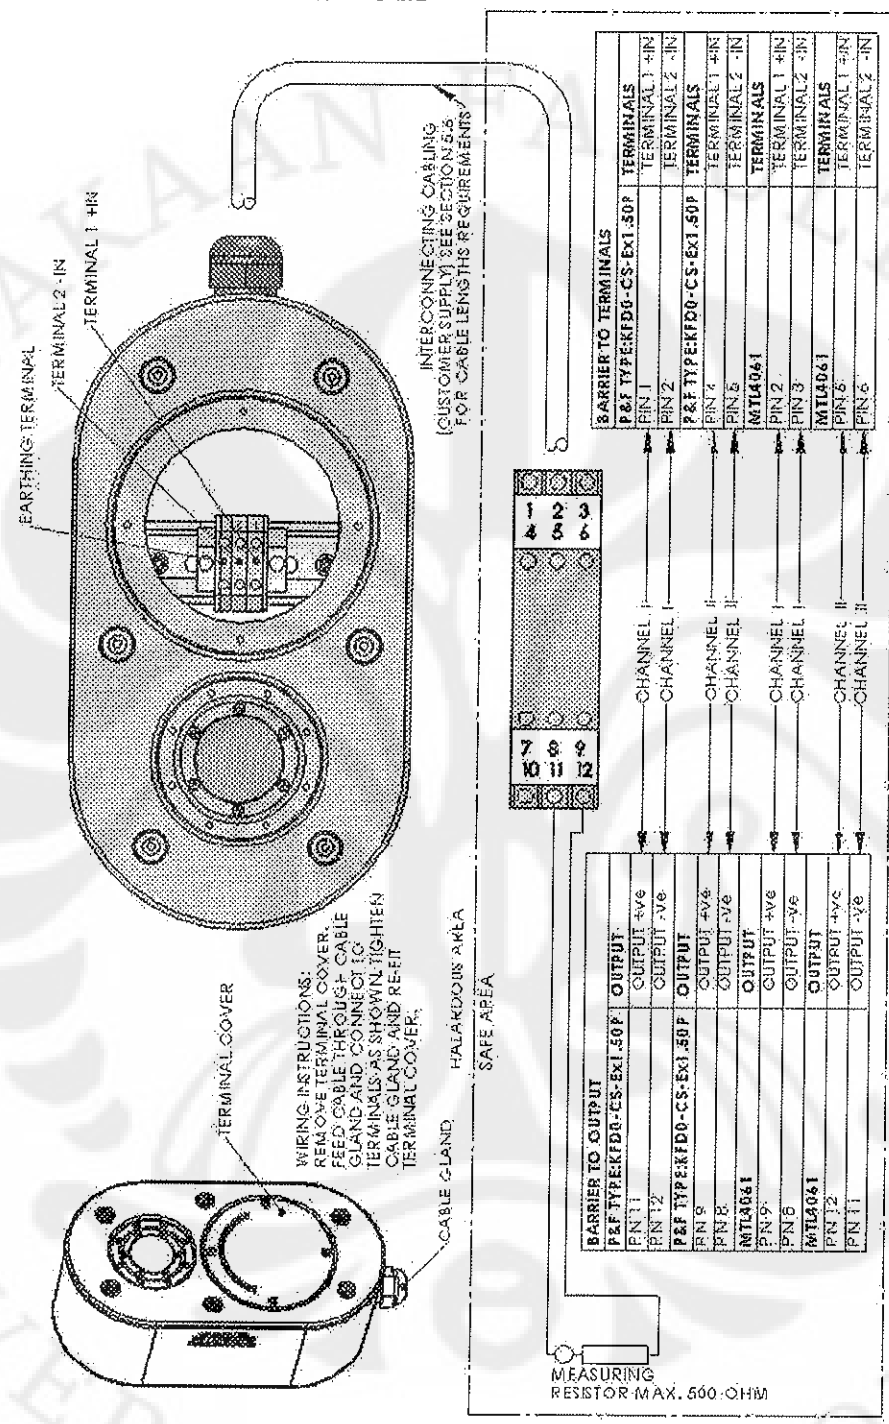 EARTHING TERMINAL
TERMINAL 2 -IN
TERMINAL 1 +IN
INTERCONNECTING CABLING
(CUSTOMER SUPPLY) SEE SECTION 5.6
FOR CABLE LENGTHS REQUIREMENTS
TERMINAL COVER
WIRING INSTRUCTIONS:
REMOVE TERMINAL COVER.
FEED CABLE THROUGH CABLE
GLAND AND CONNECT TO
TERMINALS AS SHOWN. TIGHTEN
CABLE GLAND AND RE-FIT
TERMINAL COVER.
CABLE GLAND
HAZARDOUS AREA
SAFE AREA
1 2 3
4 5 6
7 8 9
10 11 12
MEASURING
RESISTOR MAX. 500 OHM
BARRIER TO TERMINALS
P&F TYPE:KFD0-CS-Ex1.50P TERMINALS
PIN 1 TERMINAL 1 +IN
PIN 2 TERMINAL 2 -IN
P&F TYPE:KFD0-CS-Ex1.50P TERMINALS
PIN 4 TERMINAL 1 +IN
PIN 5 TERMINAL 2 -IN
MTL4061 TERMINALS
PIN 2 TERMINAL 1 +IN
PIN 3 TERMINAL 2 -IN
MTL4061 TERMINALS
TERMINAL 1 +IN
PIN 6 TERMINAL 2 -IN
CHANNEL I
CHANNEL I
CHANNEL II
CHANNEL II
CHANNEL I
CHANNEL I
CHANNEL II
CHANNEL II
BARRIER TO OUTPUT
P&F TYPE:KFD0-CS-Ex1.50P OUTPUT
PIN 11 OUTPUT +ve
PIN 12 OUTPUT -ve
P&F TYPE:KFD0-CS-Ex1.50P OUTPUT
PIN 9 OUTPUT +ve
PIN 8 OUTPUT -ve
MTL4061 OUTPUT
PIN 9 OUTPUT +ve
PIN 8 OUTPUT -ve
MTL4061 OUTPUT
PIN 12 OUTPUT +ve
PIN 11 OUTPUT -ve